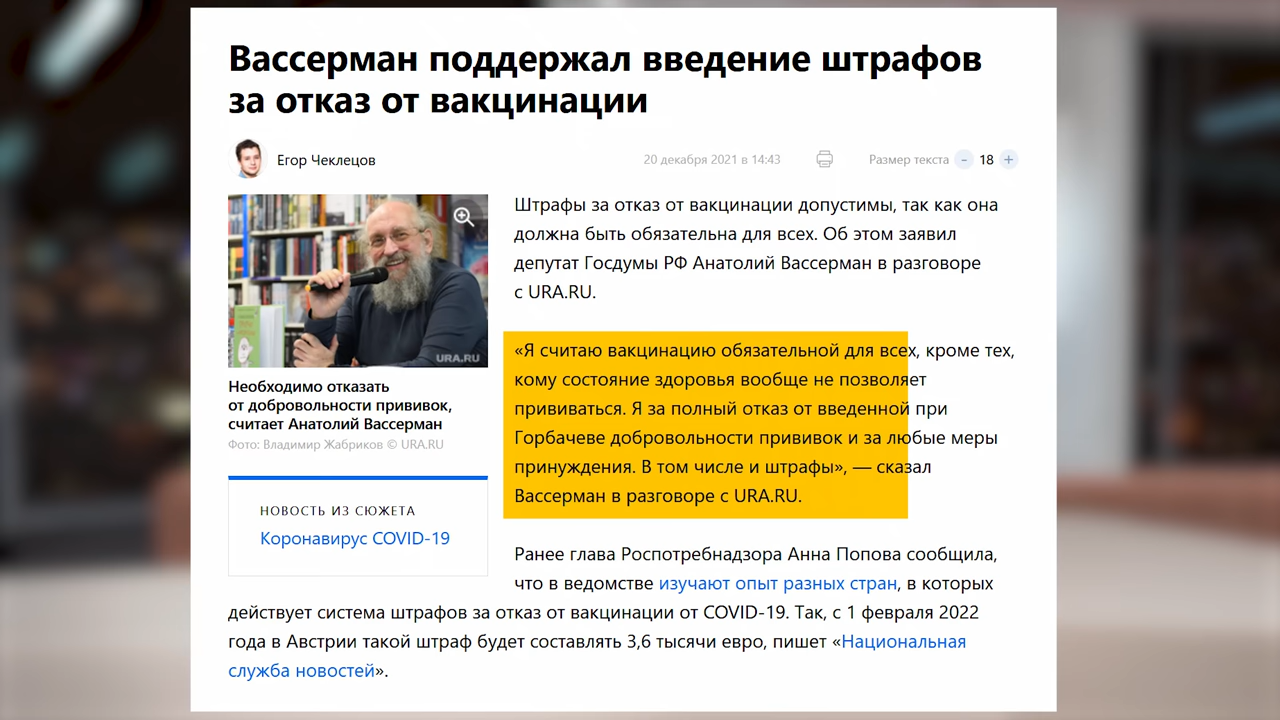 Вассерман поддержал введение штрафов
за отказ от вакцинации
Егор Чеклецов
20 декабря 2021 в 14:43
Размер текста - 18 +
URA.RU
Необходимо отказать
от добровольности прививок,
считает Анатолий Вассерман
Фото: Владимир Жабриков © URA.RU
НОВОСТЬ ИЗ СЮЖЕТА
Коронавирус COVID-19
Штрафы за отказ от вакцинации допустимы, так как она
должна быть обязательна для всех. Об этом заявил
депутат Госдумы РФ Анатолий Вассерман в разговоре
с URA.RU.
«Я считаю вакцинацию обязательной для всех, кроме тех,
кому состояние здоровья вообще не позволяет
прививаться. Я за полный отказ от введенной при
Горбачеве добровольности прививок и за любые меры
принуждения. В том числе и штрафы», — сказал
Вассерман в разговоре с URA.RU.
Ранее глава Роспотребнадзора Анна Попова сообщила,
что в ведомстве изучают опыт разных стран, в которых
действует система штрафов за отказ от вакцинации от COVID-19. Так, с 1 февраля 2022
года в Австрии такой штраф будет составлять 3,6 тысячи евро, пишет «Национальная
служба новостей».